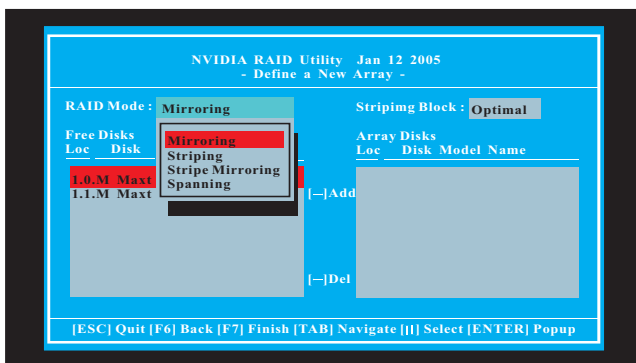 NVIDIA RAID Utility Jan 12 2005
- Define a New Array -
RAID Mode : Mirroring
Stripimg Block : Optimal
Free Disks
Loc Disk
Mirroring
Striping
Stripe Mirroring
Spanning
Array Disks
Loc Disk Model Name
1.0.M Maxt
1.1.M Maxt
[—]Add
[—]Del
[ESC] Quit [F6] Back [F7] Finish [TAB] Navigate [||] Select [ENTER] Popup